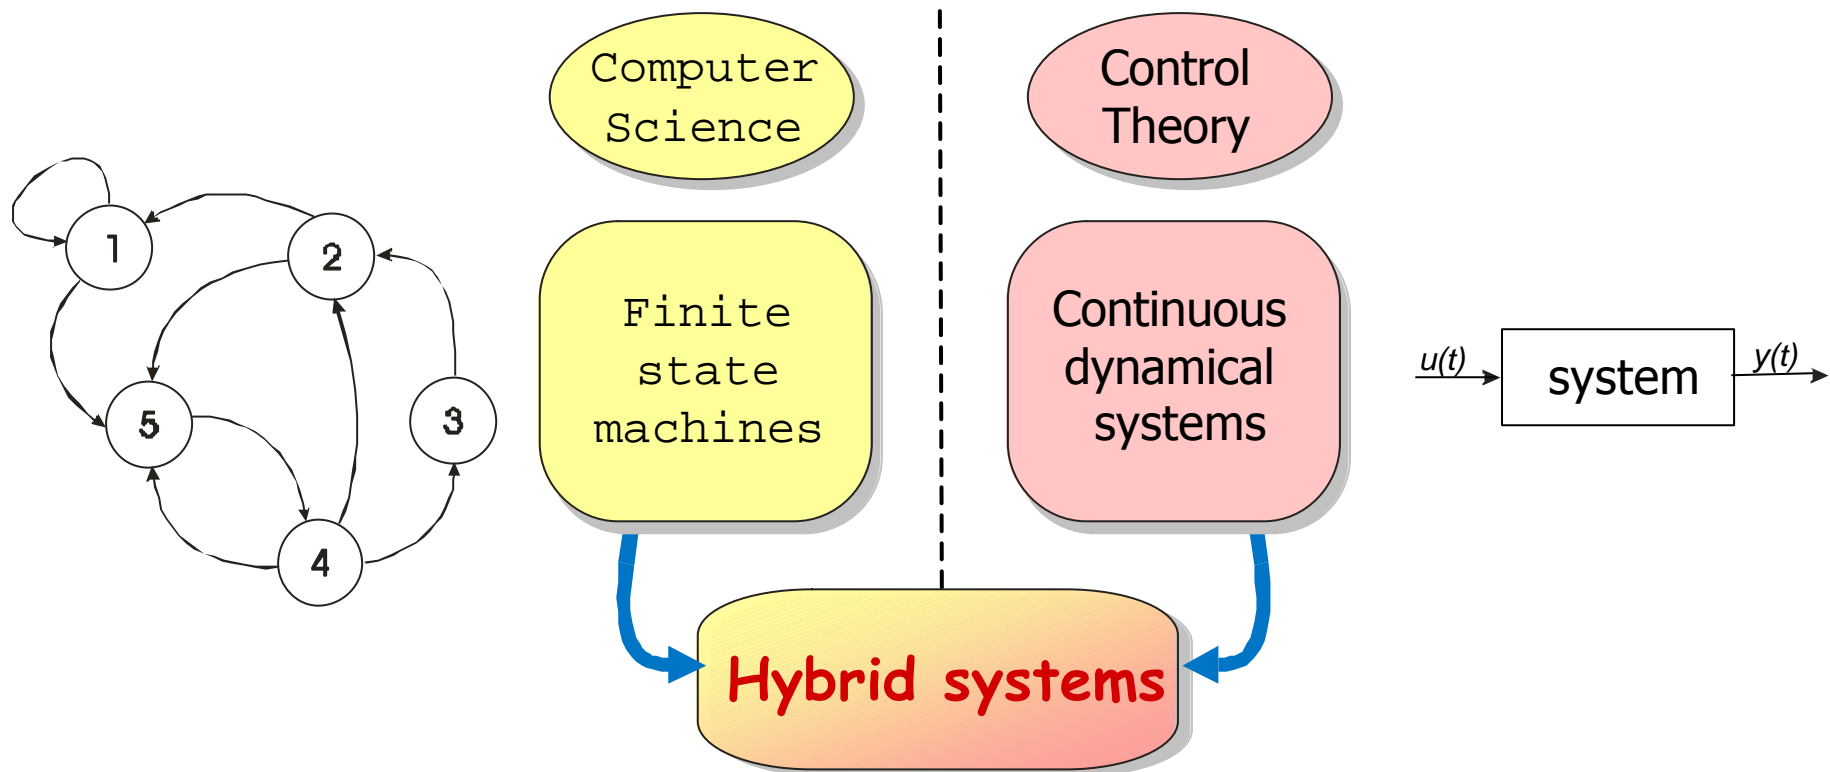 Computer
Science
Control
Theory
1
2
3
4
5
Finite
state
machines
Continuous
dynamical
systems
u(t)
system
y(t)
Hybrid systems